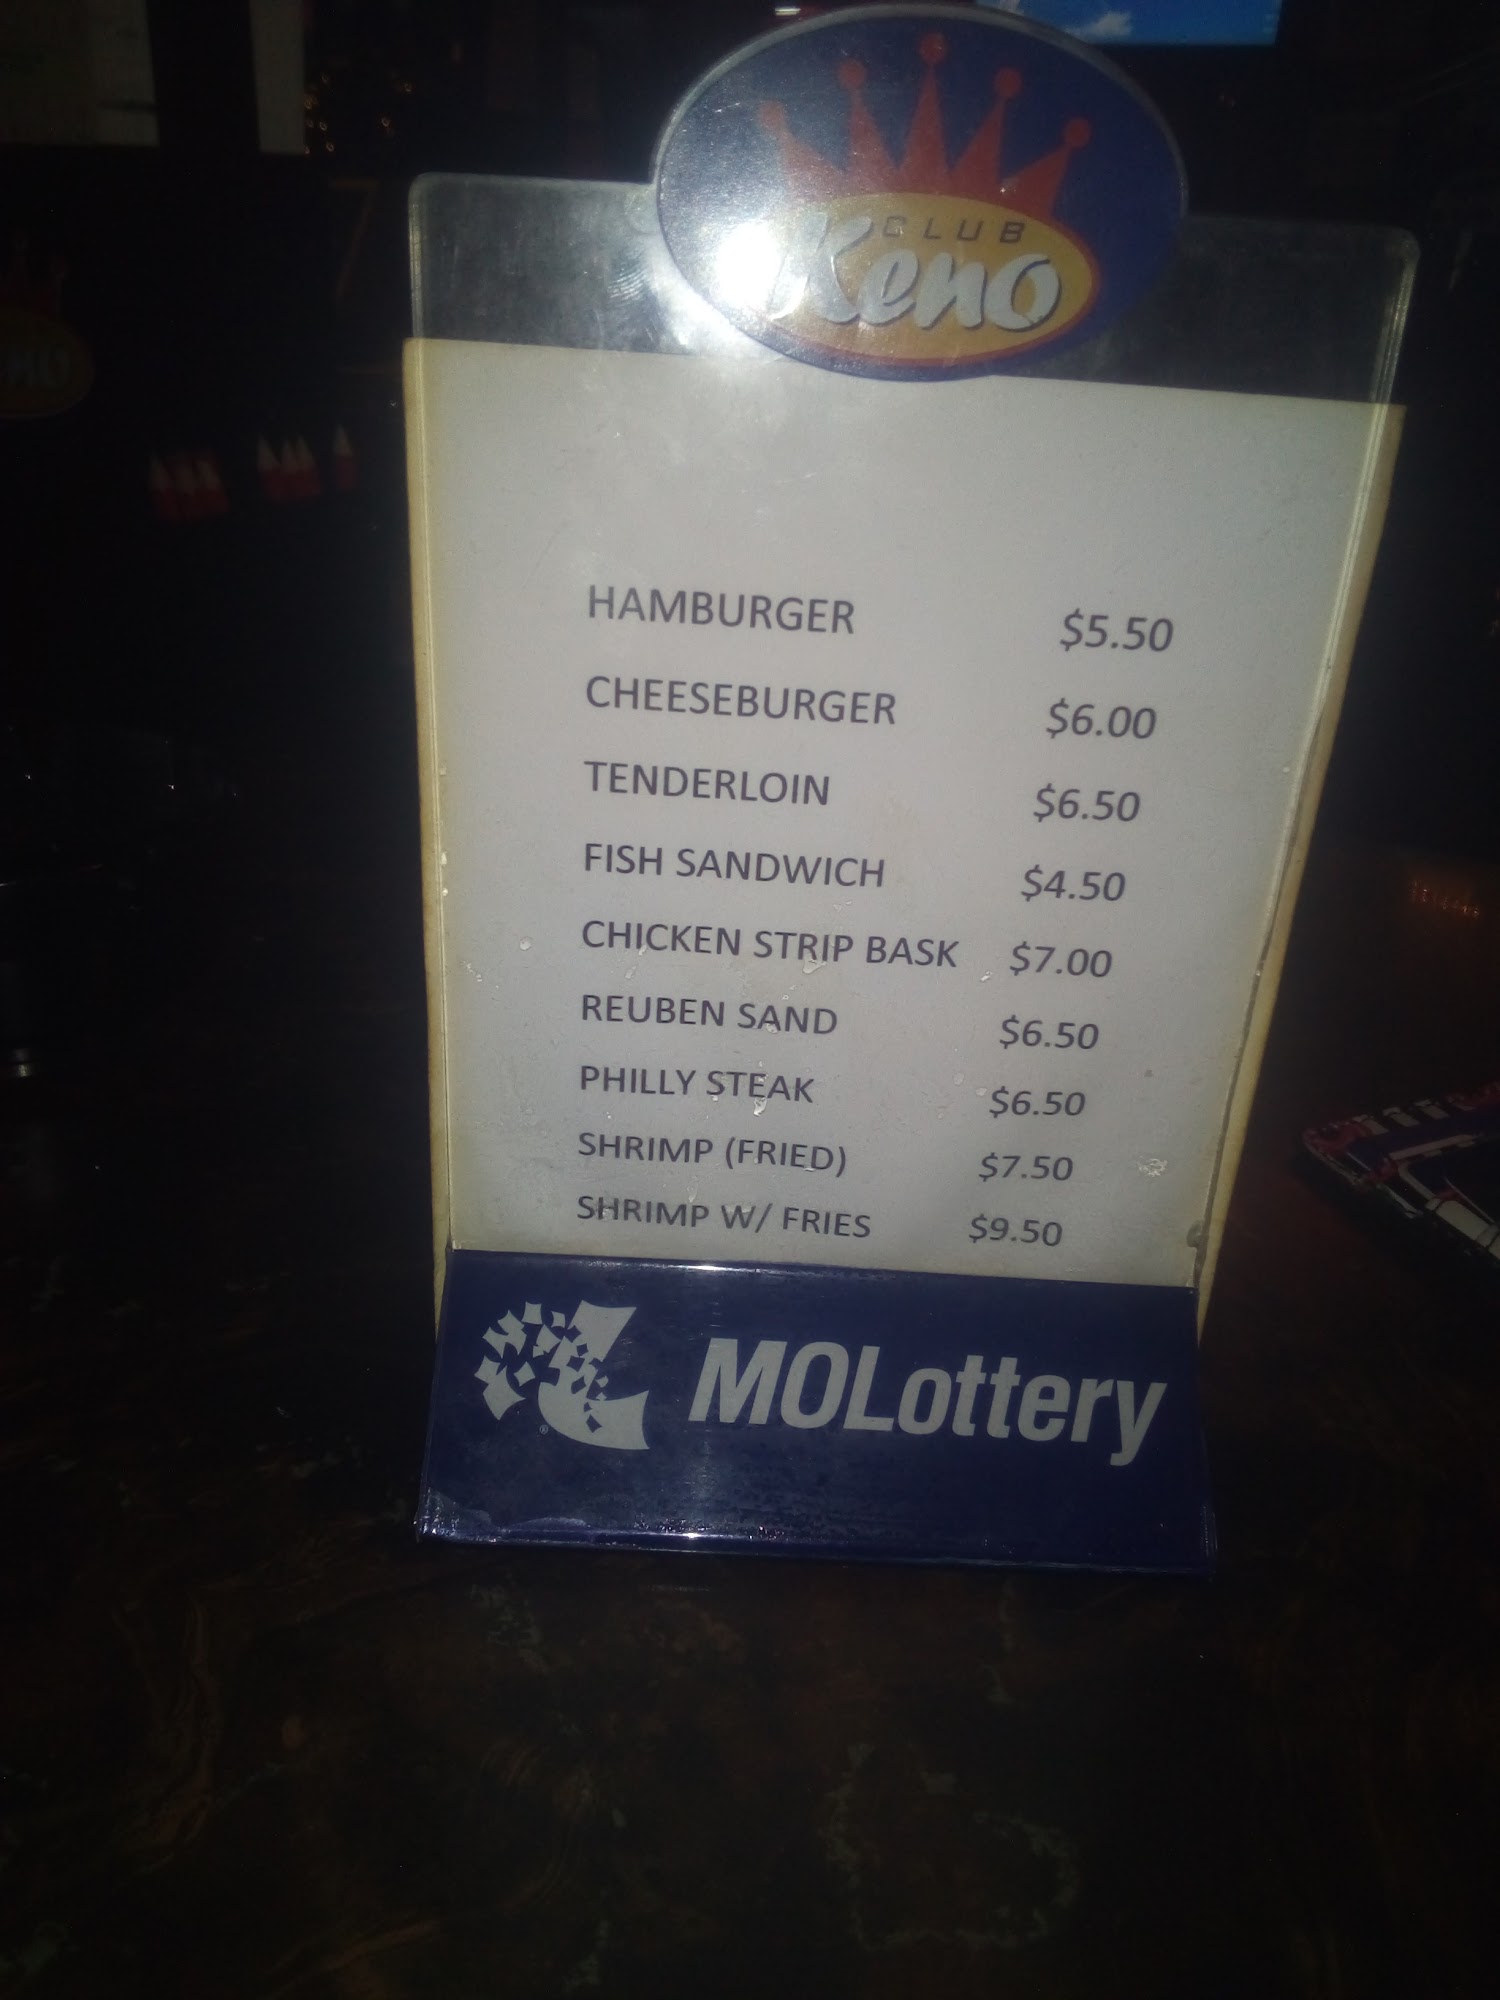 CLUB
Keno
HAMBURGER $5.50
CHEESEBURGER $6.00
TENDERLOIN $6.50
FISH SANDWICH $4.50
CHICKEN STRIP BASK $7.00
REUBEN SAND $6.50
PHILLY STEAK $6.50
SHRIMP (FRIED) $7.50
SHRIMP W/ FRIES $9.50
MOLottery